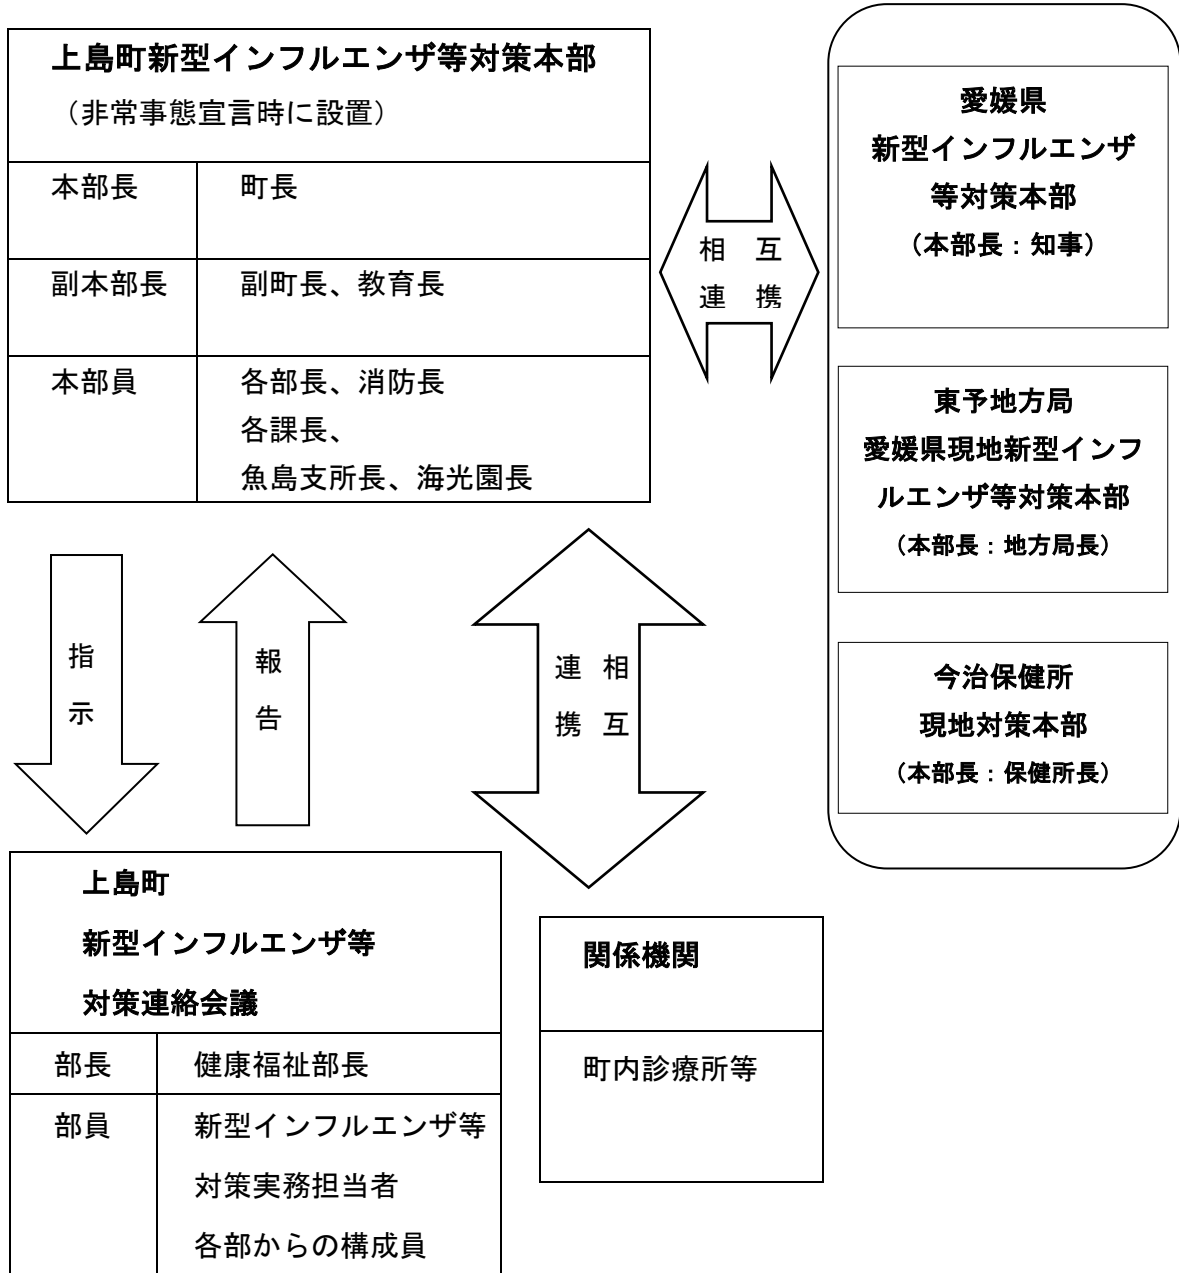 上島町新型インフルエンザ等対策本部
（非常事態宣言時に設置）
本部長 町長
副本部長 副町長、教育長
本部員 各部長、消防長
各課長、
魚島支所長、海光園長
相互
連携
愛媛県
新型インフルエンザ
等対策本部
（本部長：知事）
東予地方局
愛媛県現地新型インフ
ルエンザ等対策本部
（本部長：地方局長）
今治保健所
現地対策本部
（本部長：保健所長）
指示
報告
相互
連携
上島町
新型インフルエンザ等
対策連絡会議
部長 健康福祉部長
部員 新型インフルエンザ等
対策実務担当者
各部からの構成員
関係機関
町内診療所等